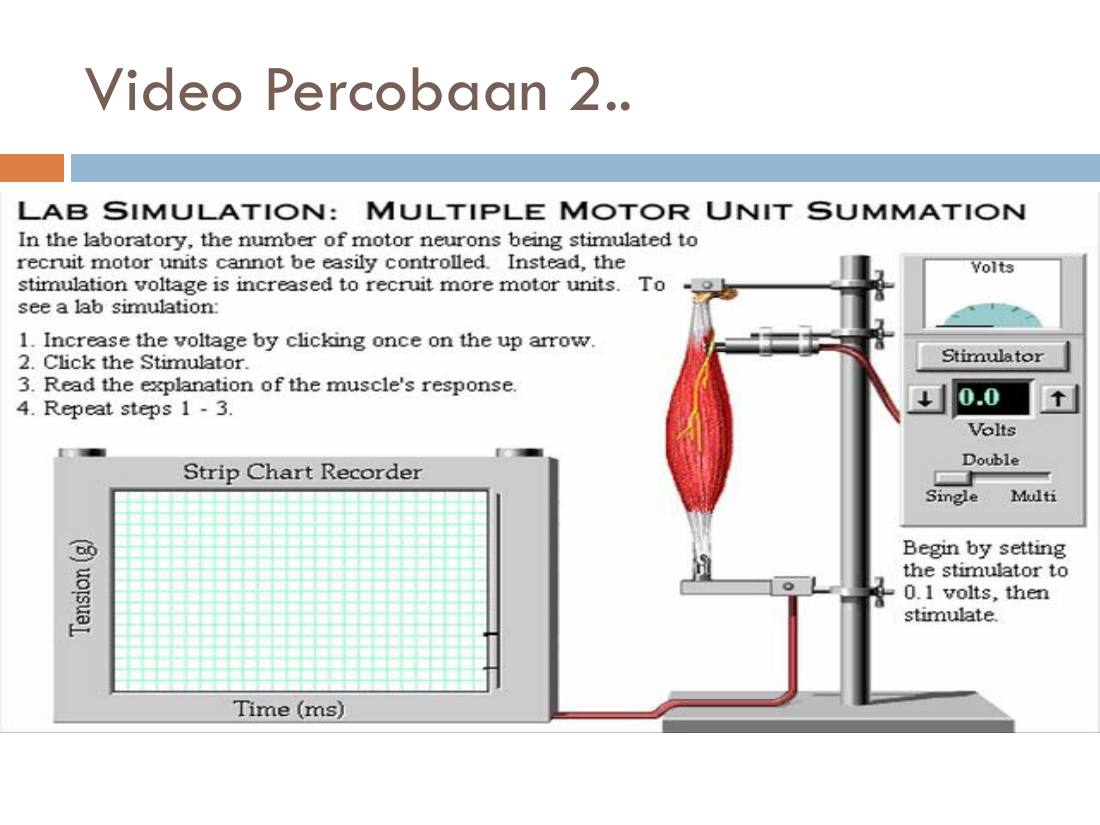 Video Percobaan 2..
LAB SIMULATION: MULTIPLE MOTOR UNIT SUMMATION
In the laboratory, the number of motor neurons being stimulated to
recruit motor units cannot be easily controlled. Instead, the
stimulation voltage is increased to recruit more motor units. To
see a lab simulation:
1. Increase the voltage by clicking once on the up arrow.
2. Click the Stimulator.
3. Read the explanation of the muscle's response.
4. Repeat steps 1 - 3.
Strip Chart Recorder
Tension (g)
Time (ms)
Volts
Stimulator
↓ 0.0 ↑
Volts
Double
Single Multi
Begin by setting
the stimulator to
0.1 volts, then
stimulate.